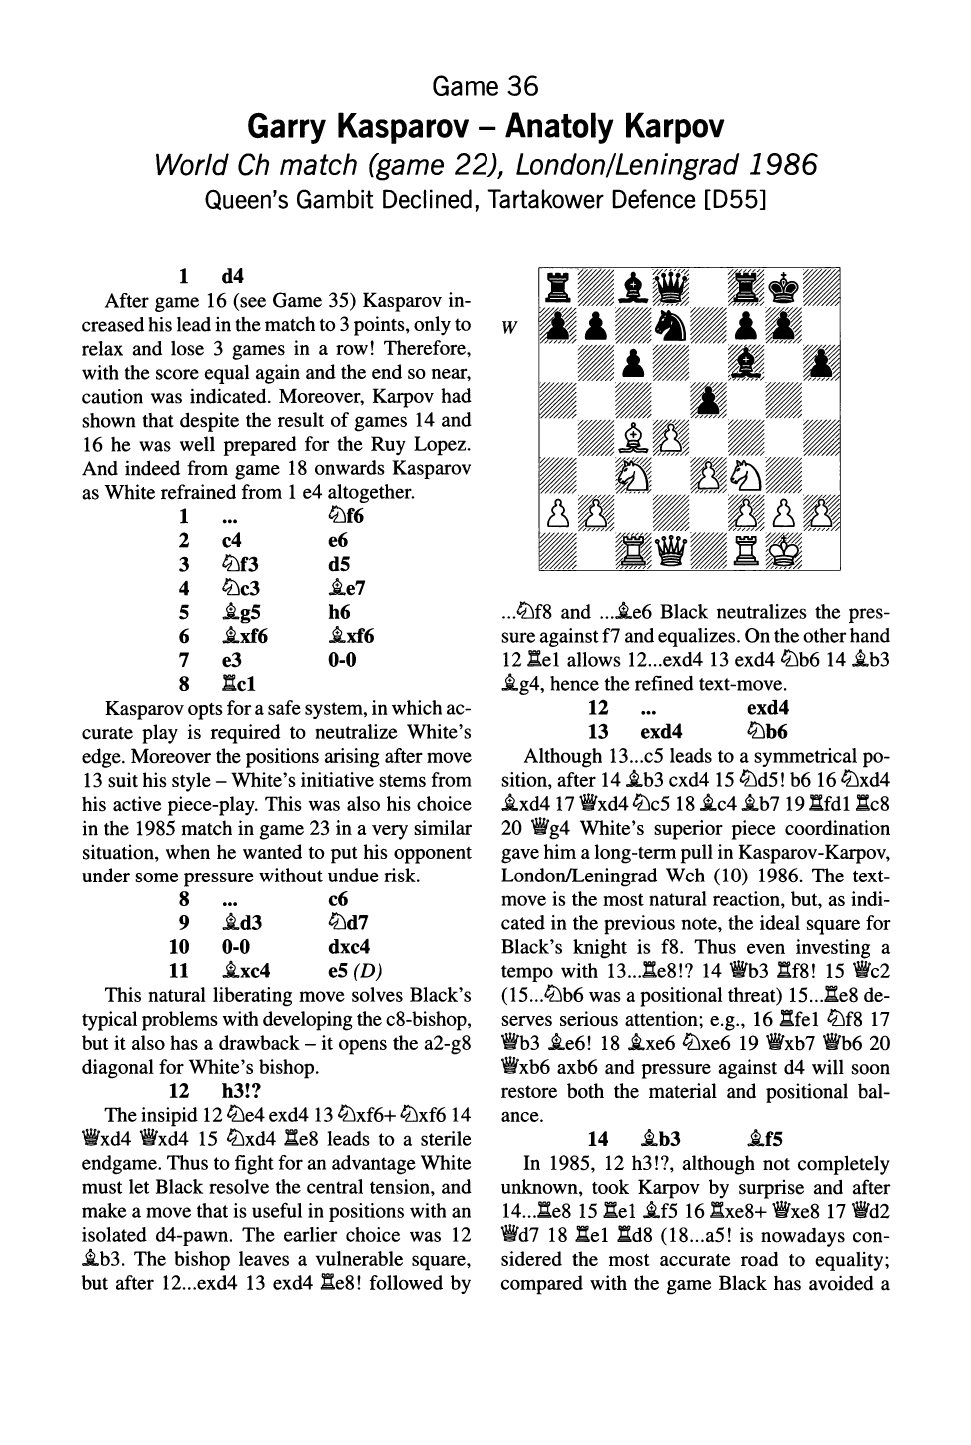 Game 36
Garry Kasparov – Anatoly Karpov
World Ch match (game 22), London/Leningrad 1986
Queen's Gambit Declined, Tartakower Defence [D55]
1 d4
After game 16 (see Game 35) Kasparov in-
creased his lead in the match to 3 points, only to
relax and lose 3 games in a row! Therefore,
with the score equal again and the end so near,
caution was indicated. Moreover, Karpov had
shown that despite the result of games 14 and
16 he was well prepared for the Ruy Lopez.
And indeed from game 18 onwards Kasparov
as White refrained from 1 e4 altogether.
1 ... ♘f6
2 c4 e6
3 ♘f3 d5
4 ♘c3 ♗e7
5 ♗g5 h6
6 ♗xf6 ♗xf6
7 e3 0-0
8 ♖c1
Kasparov opts for a safe system, in which ac-
curate play is required to neutralize White's
edge. Moreover the positions arising after move
13 suit his style – White's initiative stems from
his active piece-play. This was also his choice
in the 1985 match in game 23 in a very similar
situation, when he wanted to put his opponent
under some pressure without undue risk.
8 ... c6
9 ♗d3 ♘d7
10 0-0 dxc4
11 ♗xc4 e5 (D)
This natural liberating move solves Black's
typical problems with developing the c8-bishop,
but it also has a drawback – it opens the a2-g8
diagonal for White's bishop.
12 h3!?
The insipid 12 ♘e4 exd4 13 ♘xf6+ ♘xf6 14
♕xd4 ♕xd4 15 ♘xd4 ♖e8 leads to a sterile
endgame. Thus to fight for an advantage White
must let Black resolve the central tension, and
make a move that is useful in positions with an
isolated d4-pawn. The earlier choice was 12
♗b3. The bishop leaves a vulnerable square,
but after 12...exd4 13 exd4 ♖e8! followed by
W
...♘f8 and ...♗e6 Black neutralizes the pres-
sure against f7 and equalizes. On the other hand
12 ♖e1 allows 12...exd4 13 exd4 ♘b6 14 ♗b3
♗g4, hence the refined text-move.
12 ... exd4
13 exd4 ♘b6
Although 13...c5 leads to a symmetrical po-
sition, after 14 ♗b3 cxd4 15 ♘d5! b6 16 ♘xd4
♗xd4 17 ♕xd4 ♘c5 18 ♗c4 ♗b7 19 ♖fd1 ♖c8
20 ♕g4 White's superior piece coordination
gave him a long-term pull in Kasparov-Karpov,
London/Leningrad Wch (10) 1986. The text-
move is the most natural reaction, but, as indi-
cated in the previous note, the ideal square for
Black's knight is f8. Thus even investing a
tempo with 13...♖e8!? 14 ♕b3 ♖f8! 15 ♕c2
(15...♘b6 was a positional threat) 15...♖e8 de-
serves serious attention; e.g., 16 ♖fe1 ♘f8 17
♕b3 ♗e6! 18 ♗xe6 ♘xe6 19 ♕xb7 ♕b6 20
♕xb6 axb6 and pressure against d4 will soon
restore both the material and positional bal-
ance.
14 ♗b3 ♗f5
In 1985, 12 h3!?, although not completely
unknown, took Karpov by surprise and after
14...♖e8 15 ♖e1 ♗f5 16 ♖xe8+ ♕xe8 17 ♕d2
♕d7 18 ♖e1 ♖d8 (18...a5! is nowadays con-
sidered the most accurate road to equality;
compared with the game Black has avoided a